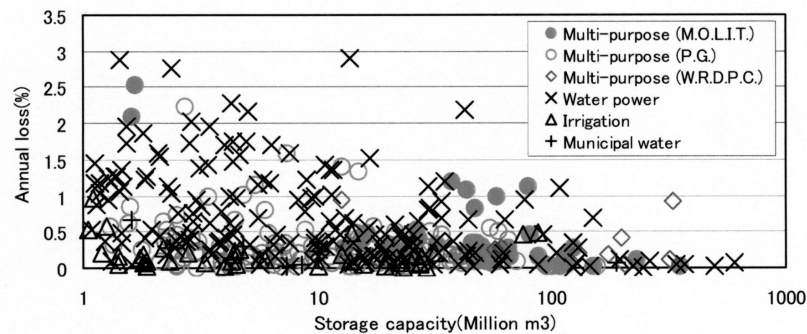 3.5
3
2.5
2
1.5
1
0.5
0
Annual loss(%)
1
10
100
1000
Storage capacity(Million m3)
Multi-purpose (M.O.L.I.T.)
Multi-purpose (P.G.)
Multi-purpose (W.R.D.P.C.)
Water power
Irrigation
Municipal water